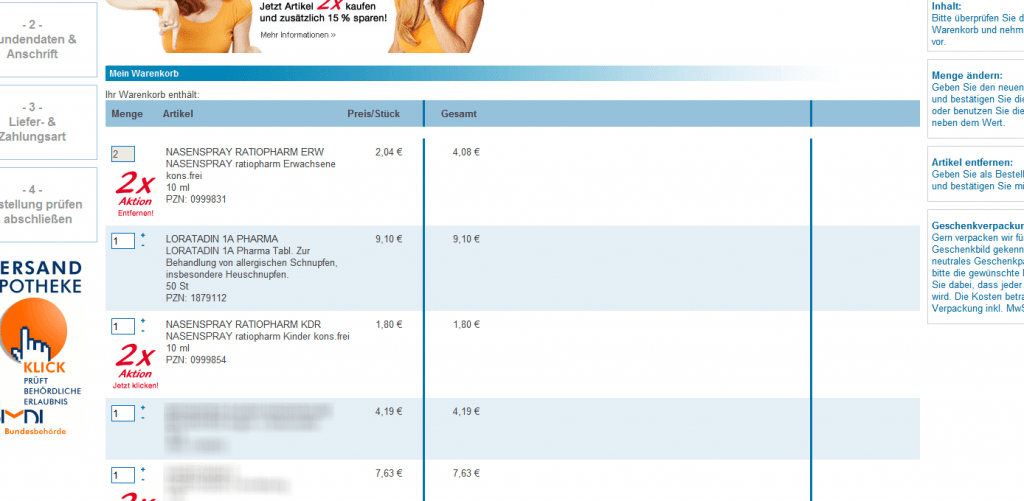 Jetzt Artikel 2x kaufen
und zusätzlich 15 % sparen!
Mehr Informationen »
- 2 -
undendaten &
Anschrift
- 3 -
Liefer- &
Zahlungsart
- 4 -
stellung prüfen
abschließen
ERSAND
POTHEKE
KLICK
PRÜFT
BEHÖRDLICHE
ERLAUBNIS
MDI
Bundesbehörde
Mein Warenkorb
Ihr Warenkorb enthält:
Menge Artikel Preis/Stück Gesamt
2 NASENSPRAY RATIOPHARM ERW 2,04 € 4,08 €
NASENSPRAY ratiopharm Erwachsene
kons.frei
10 ml
PZN: 0999831
2x
Aktion
Entfernen!
1 + - LORATADIN 1A PHARMA 9,10 € 9,10 €
LORATADIN 1A Pharma Tabl. Zur
Behandlung von allergischen Schnupfen,
insbesondere Heuschnupfen.
50 St
PZN: 1879112
1 + - NASENSPRAY RATIOPHARM KDR 1,80 € 1,80 €
NASENSPRAY ratiopharm Kinder kons.frei
10 ml
PZN: 0999854
2x
Aktion
Jetzt klicken!
1 + - 4,19 € 4,19 €
1 + - 7,63 € 7,63 €
Inhalt:
Bitte überprüfen Sie d
Warenkorb und nehm
vor.
Menge ändern:
Geben Sie den neuen
und bestätigen Sie die
oder benutzen Sie die
neben dem Wert.
Artikel entfernen:
Geben Sie als Bestell
und bestätigen Sie mi
Geschenkverpackun
Gern verpacken wir fü
Geschenkbild gekenn
neutrales Geschenkpa
bitte die gewünschte
Sie dabei, dass jeder
wird. Die Kosten betra
Verpackung inkl. MwS